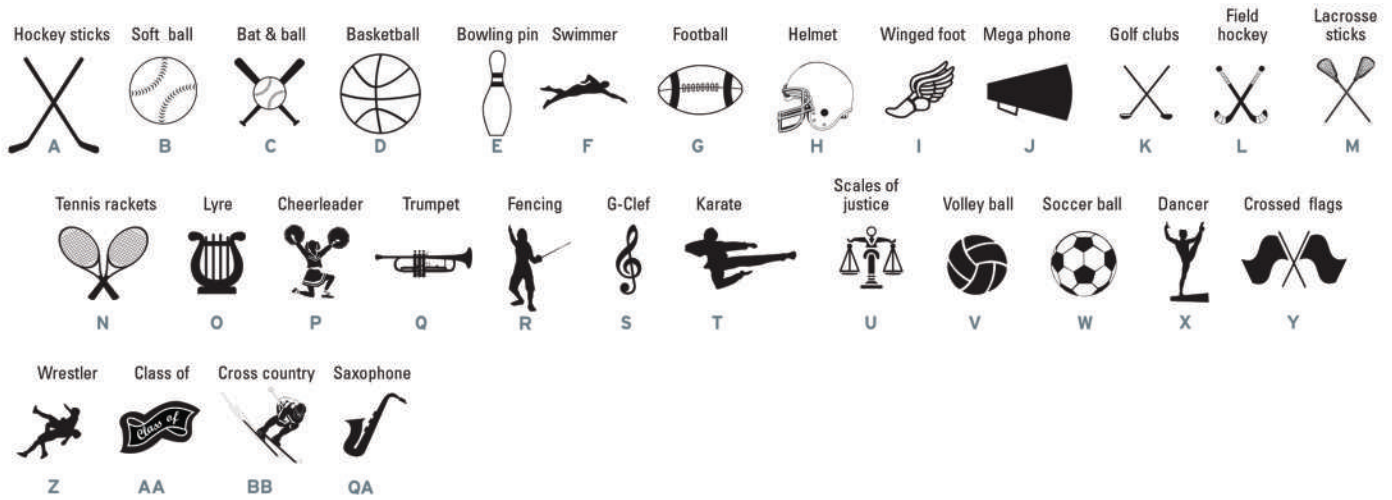 Hockey sticks Soft ball Bat & ball Basketball Bowling pin Swimmer Football Helmet Winged foot Mega phone Golf clubs Field hockey Lacrosse sticks
A B C D E F G H I J K L M
Tennis rackets Lyre Cheerleader Trumpet Fencing G-Clef Karate Scales of justice Volley ball Soccer ball Dancer Crossed flags
N O P Q R S T U V W X Y
Wrestler Class of Cross country Saxophone
Class of
Z AA BB QA